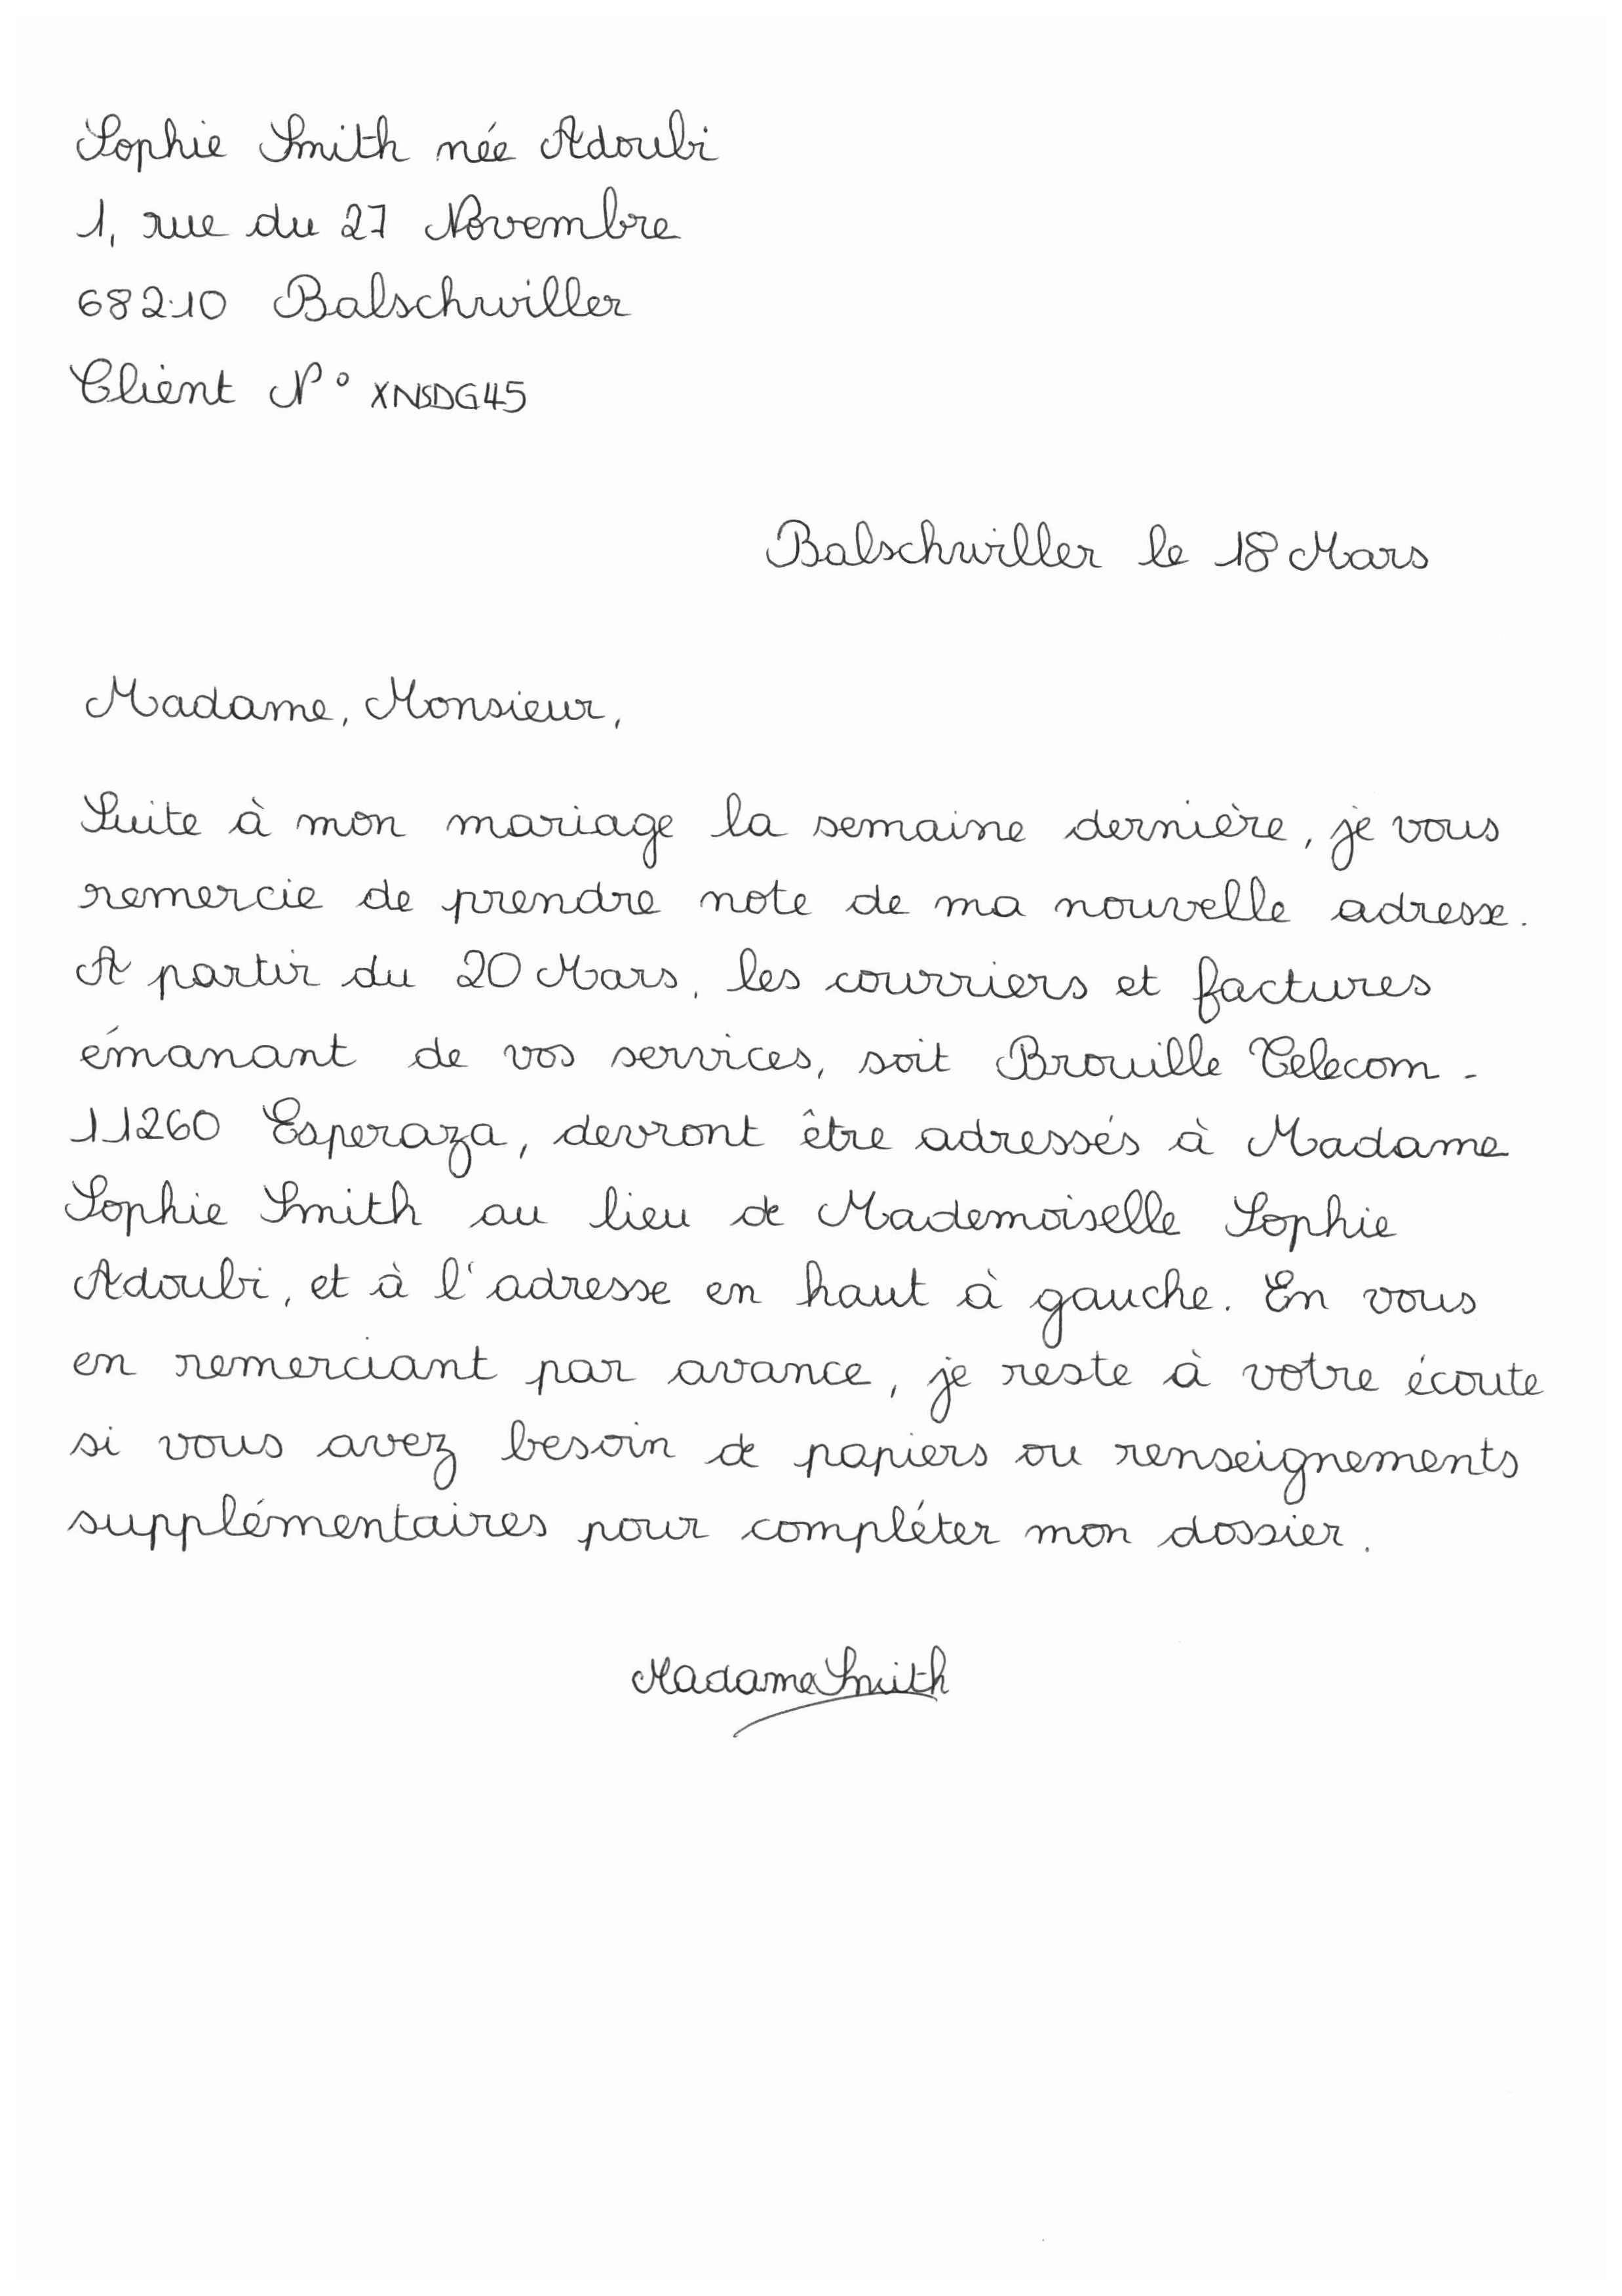 Sophie Smith née Adoubi
1, rue du 27 Novembre
68210 Balschwiller
Client N° XNSDG45
Balschwiller le 18 Mars
Madame, Monsieur,
Suite à mon mariage la semaine dernière, je vous
remercie de prendre note de ma nouvelle adresse.
A partir du 20 Mars, les courriers et factures
émanant de vos services, soit Brouille Telecom -
11260 Esperaza, devront être adressés à Madame
Sophie Smith au lieu de Mademoiselle Sophie
Adoubi, et à l'adresse en haut à gauche. En vous
en remerciant par avance, je reste à votre écoute
si vous avez besoin de papiers ou renseignements
supplémentaires pour compléter mon dossier.
Madame Smith